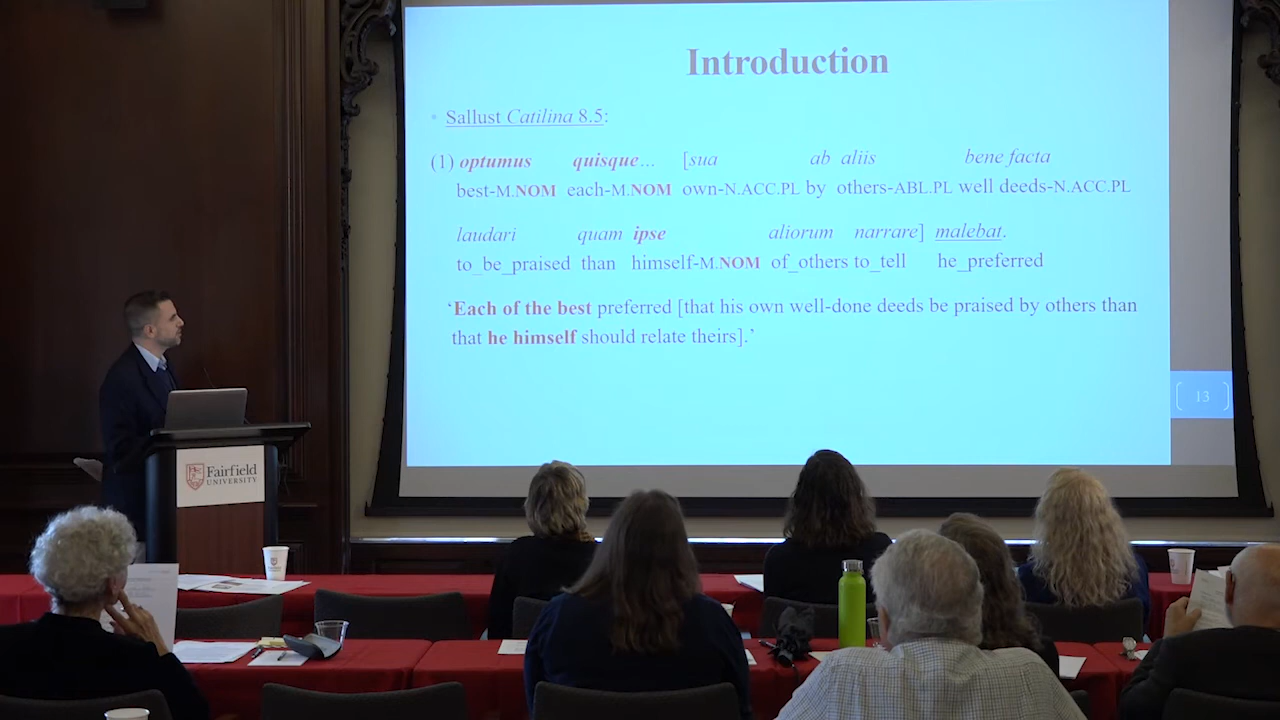 Introduction
• Sallust Catilina 8.5:
(1) optumus quisque… [sua ab aliis bene facta
best-M.NOM each-M.NOM own-N.ACC.PL by others-ABL.PL well deeds-N.ACC.PL
laudari quam ipse aliorum narrare] malebat.
to_be_praised than himself-M.NOM of_others to_tell he_preferred
‘Each of the best preferred [that his own well-done deeds be praised by others than
that he himself should relate theirs].’
13
Fairfield
UNIVERSITY